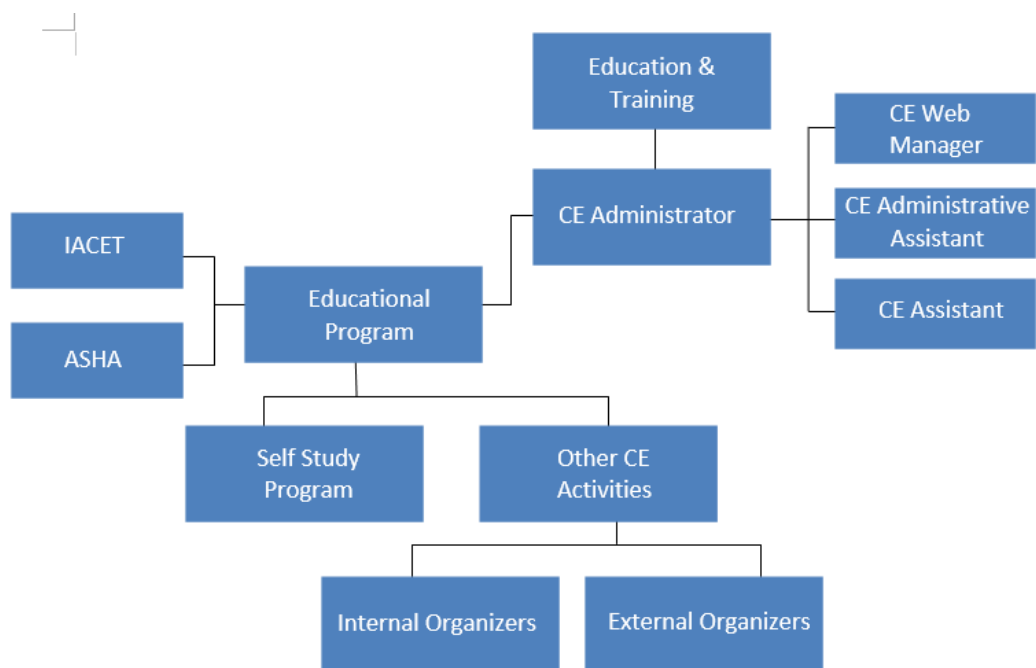 Education &
Training
CE Web
Manager
CE Administrator
CE Administrative
Assistant
IACET
Educational
Program
CE Assistant
ASHA
Self Study
Program
Other CE
Activities
Internal Organizers
External Organizers